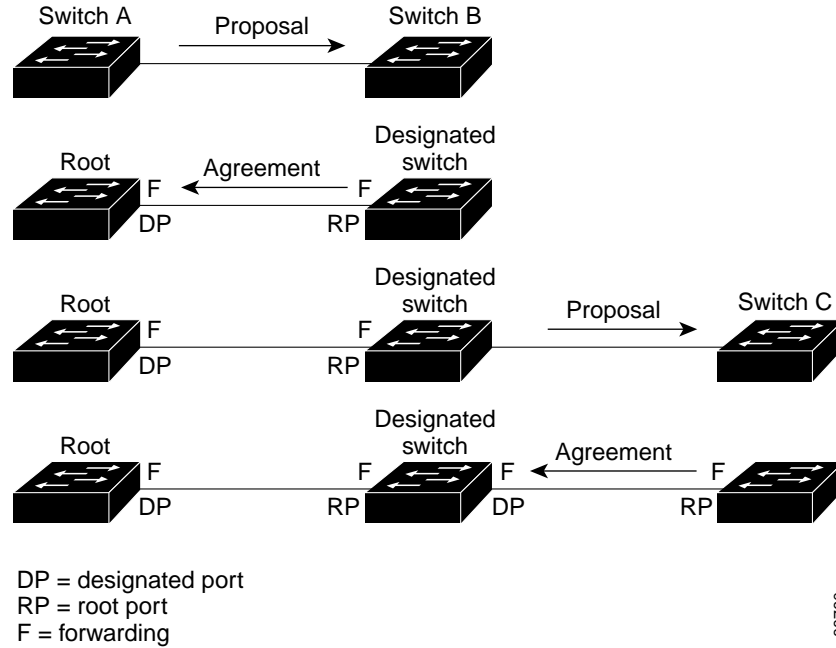 Switch A
Proposal
Switch B
Designated
switch
Root
Agreement
F
F
DP
RP
Designated
switch
Root
Proposal
Switch C
F
F
DP
RP
Designated
switch
Root
Agreement
F
F
F
F
DP
RP
DP
RP
DP = designated port
RP = root port
F = forwarding